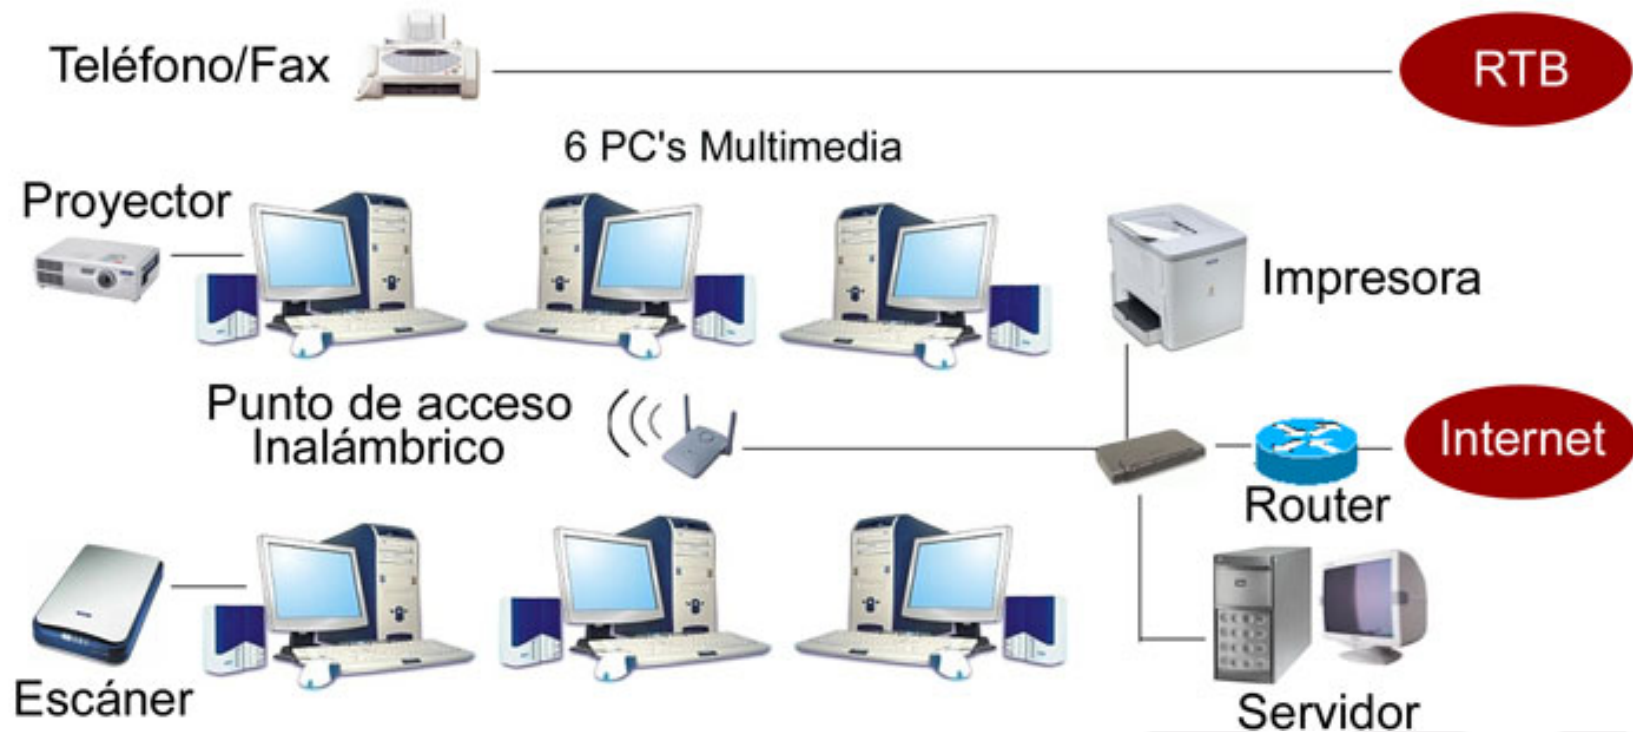 Teléfono/Fax
RTB
6 PC's Multimedia
Proyector
Impresora
Punto de acceso
Inalámbrico
Internet
Router
Escáner
Servidor